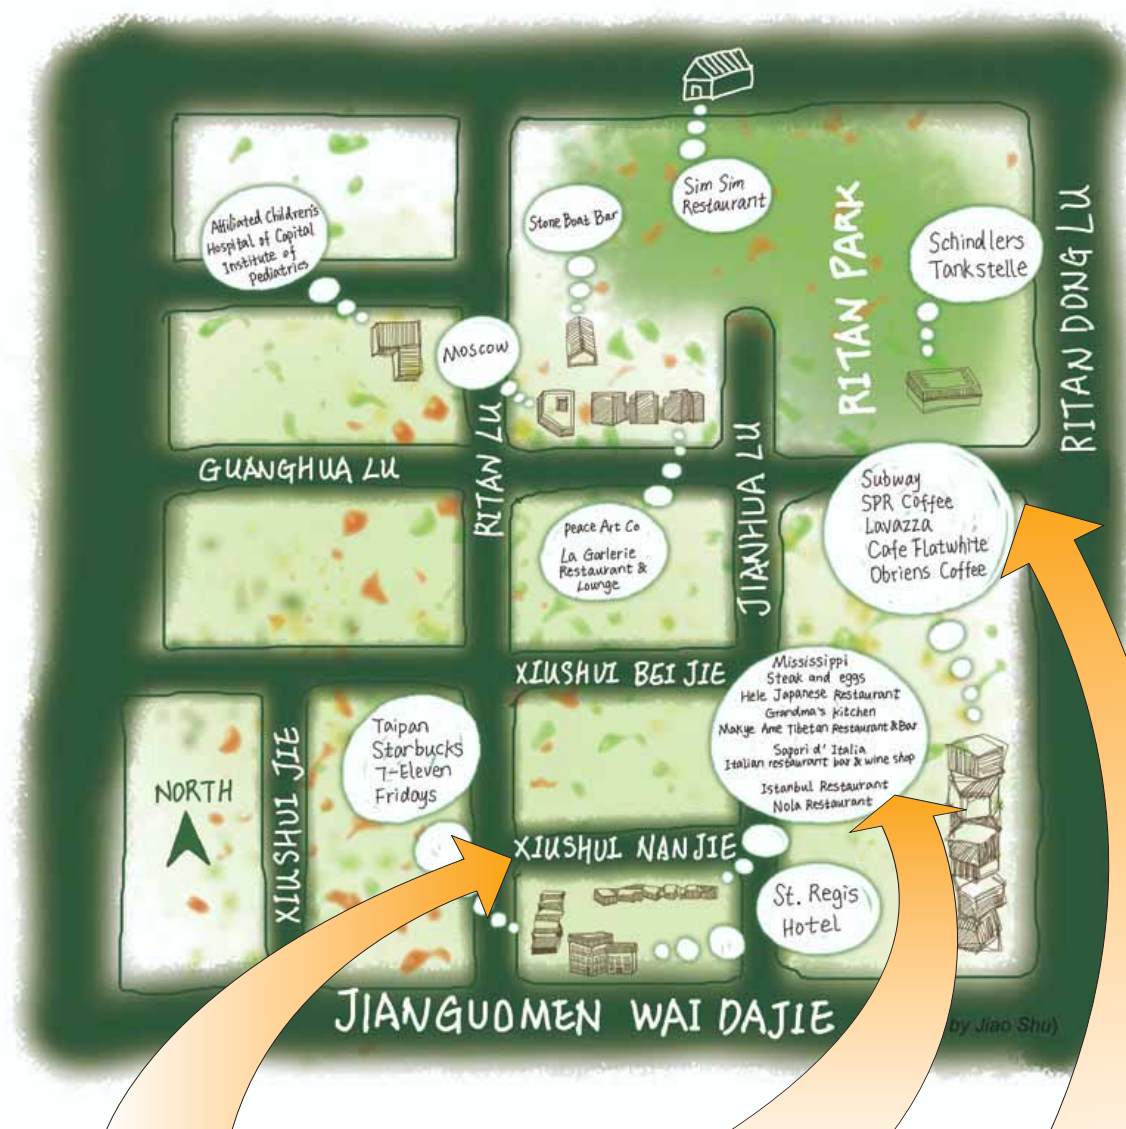 Sim Sim
Restaurant
Affiliated Children's
Hospital of Capital
Institute of
Pediatrics
Stone Boat Bar
RITAN PARK
Schindlers
Tankstelle
RITAN DONG LU
Moscow
GUANGHUA LU
RITAN LU
JIANHUA LU
Subway
SPR Coffee
Lavazza
Cafe Flatwhite
Obriens Coffee
Peace Art Co
La Garlerie
Restaurant &
Lounge
XIUSHUI BEI JIE
Mississippi
Steak and eggs
Hele Japanese Restaurant
Grandma's kitchen
Makye Ame Tibetan Restaurant & Bar
Sapori d' Italia
Italian restaurant bar & wine shop
Istanbul Restaurant
Nola Restaurant
Taipan
Starbucks
7-Eleven
Fridays
NORTH
XIUSHUI JIE
XIUSHUI NANJIE
St. Regis
Hotel
JIANGUOMEN WAI DAJIE
by Jiao Shu)